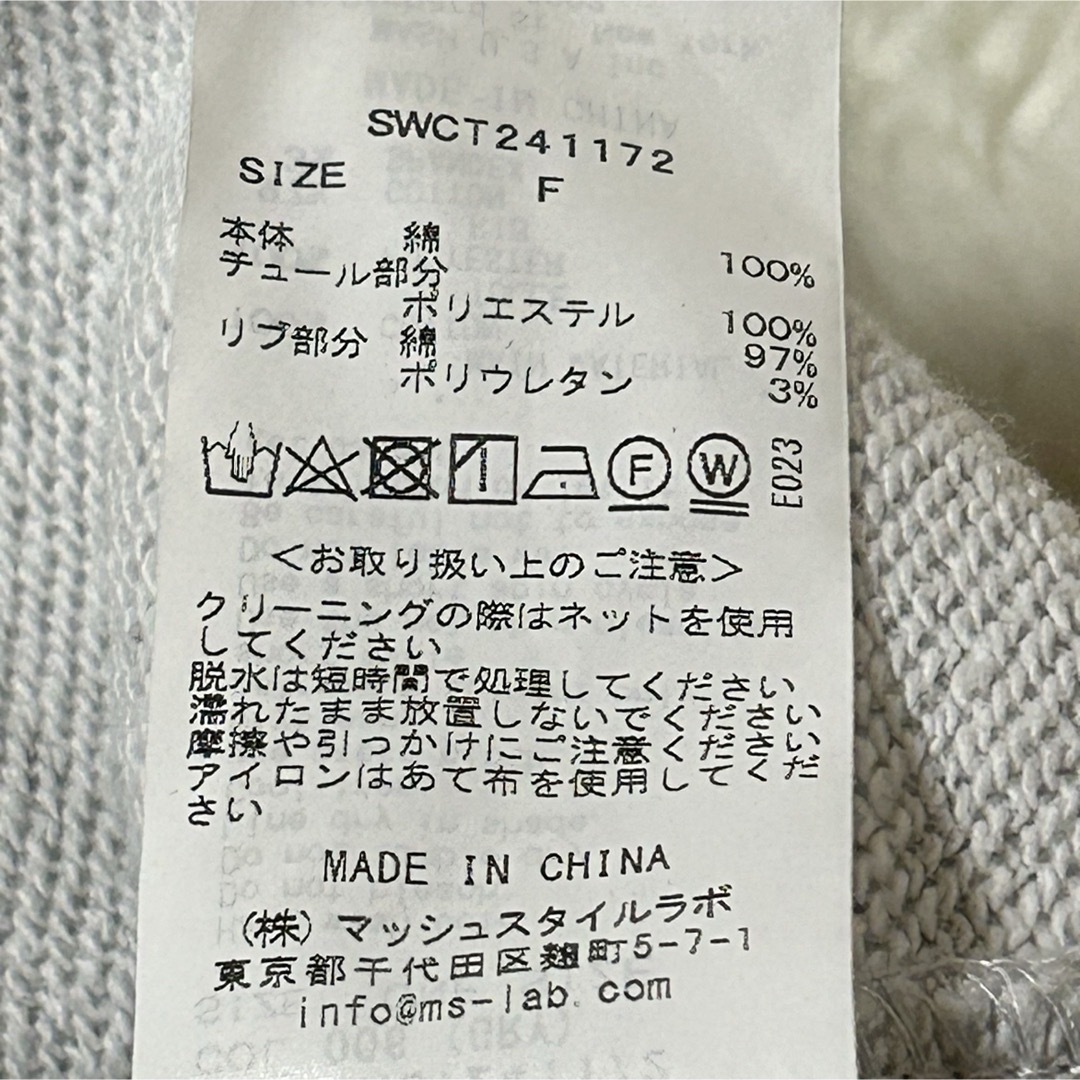 SWCT241172
SIZE F
本体 綿 100%
チュール部分
ポリエステル 100%
リブ部分 綿 97%
ポリウレタン 3%
F W E023
<お取り扱い上のご注意>
クリーニングの際はネットを使用
してください
脱水は短時間で処理してください
濡れたまま放置しないでください
摩擦や引っかけにご注意ください
アイロンはあて布を使用してくだ
さい
MADE IN CHINA
(株) マッシュスタイルラボ
東京都千代田区麹町5-7-1
info@ms-lab.com